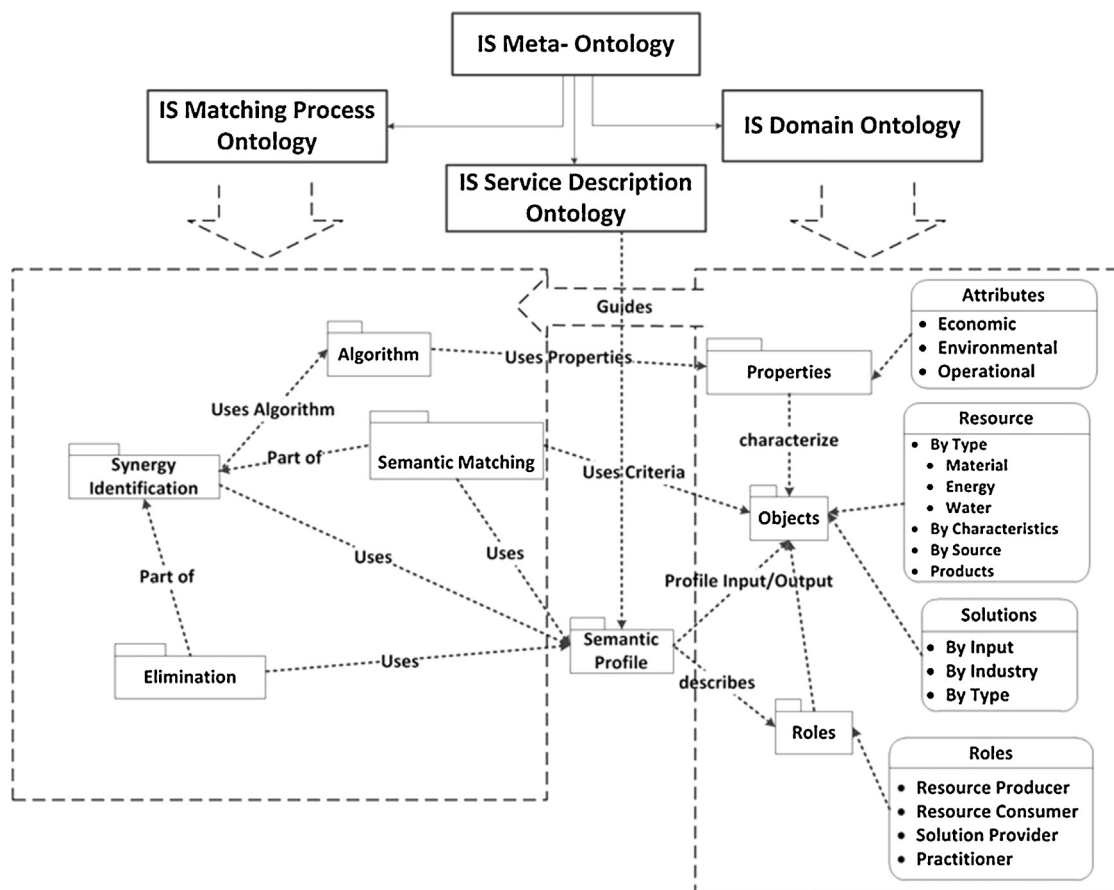 IS Meta- Ontology
IS Matching Process
Ontology
IS Domain Ontology
IS Service Description
Ontology
Guides
Attributes
• Economic
• Environmental
• Operational
Algorithm
Uses Properties
Properties
Uses Algorithm
characterize
Resource
• By Type
• Material
• Energy
• Water
• By Characteristics
• By Source
• Products
Synergy
Identification
Part of
Semantic Matching
Uses Criteria
Objects
Uses
Uses
Part of
Profile Input/Output
Solutions
• By Input
• By Industry
• By Type
Elimination
Uses
Semantic
Profile
describes
Roles
Roles
• Resource Producer
• Resource Consumer
• Solution Provider
• Practitioner